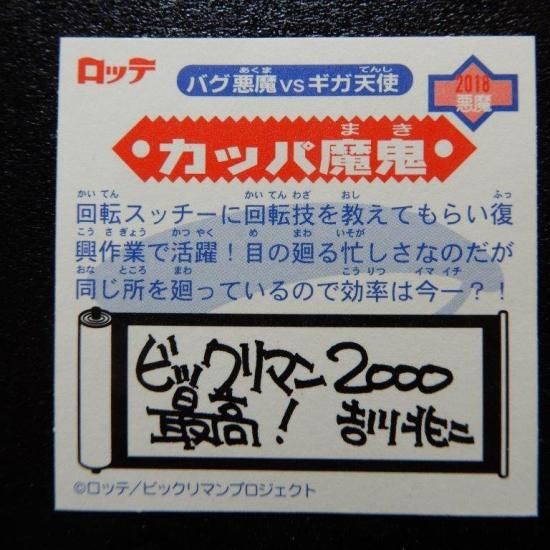 ロッテ
バグ悪魔vsギガ天使
あくま
てんし
2018
悪魔
カッパ魔鬼
まき
回転スッチーに回転技を教えてもらい復
かいてん
かいてんわざ
おし
ふっ
興作業で活躍！目の廻る忙しさなのだが
こうさぎょう
かつやく
め
まわ
いそが
同じ所を廻っているので効率は今一？！
おな
ところ
まわ
こうりつ
イマイチ
ビックリマン2000
最高！ 吉川兆二
©ロッテ/ビックリマンプロジェクト